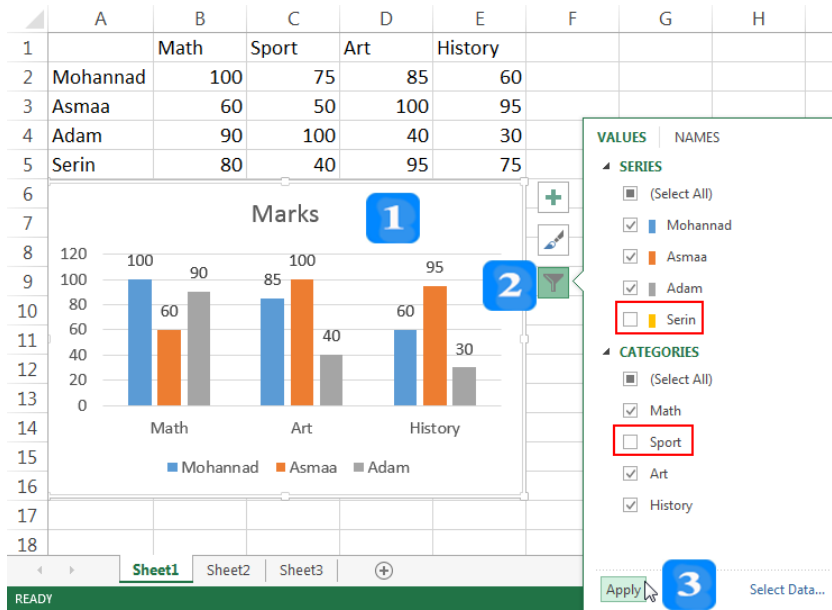 A B C D E F G H
1 Math Sport Art History
2 Mohannad 100 75 85 60
3 Asmaa 60 50 100 95
4 Adam 90 100 40 30
5 Serin 80 40 95 75
6
7
8
9
10
11
12
13
14
15
16
17
18
Marks
1
120
100
80
60
40
20
0
100 60 90
85 100 40
60 95 30
Math Art History
Mohannad Asmaa Adam
2
VALUES NAMES
SERIES
(Select All)
Mohannad
Asmaa
Adam
Serin
CATEGORIES
(Select All)
Math
Sport
Art
History
Apply 3 Select Data...
Sheet1 Sheet2 Sheet3
READY